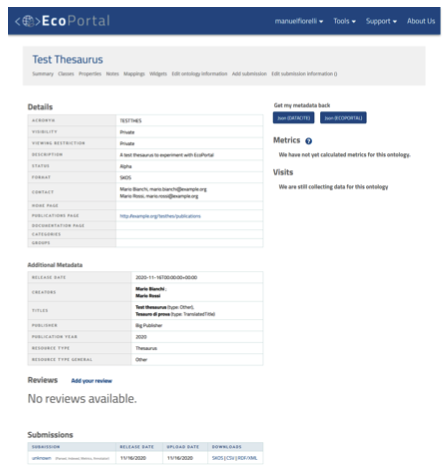 <>EcoPortal
manuelfiorelli Tools Support About Us
Test Thesaurus
Summary Classes Properties Notes Mappings Widgets Edit ontology information Add submission Edit submission information ()
Details
ACRONYM TESTTHES
VISIBILITY Private
VIEWING RESTRICTION Private
DESCRIPTION A test thesaurus to experiment with EcoPortal
STATUS Alpha
FORMAT SKOS
CONTACT Mario Bianchi, mario.bianchi@example.org
Mario Rossi, mario.rossi@example.org
HOME PAGE
PUBLICATIONS PAGE http://example.org/testthes/publications
DOCUMENTATION PAGE
CATEGORIES
GROUPS
Get my metadata back
Json (DATACITE) Json (ECOPORTAL)
Metrics ?
We have not yet calculated metrics for this ontology.
Visits
We are still collecting data for this ontology
Additional Metadata
RELEASE DATE 2020-11-16T00:00:00+00:00
CREATORS Mario Bianchi ,
Mario Rossi
TITLES Test thesaurus (type: Other),
Tesauro di prova (type: TranslatedTitle)
PUBLISHER Big Publisher
PUBLICATION YEAR 2020
RESOURCE TYPE Thesaurus
RESOURCE TYPE GENERAL Other
Reviews Add your review
No reviews available.
Submissions
SUBMISSION RELEASE DATE UPLOAD DATE DOWNLOADS
unknown 11/16/2020 11/16/2020 SKOS | CSV | RDF/XML